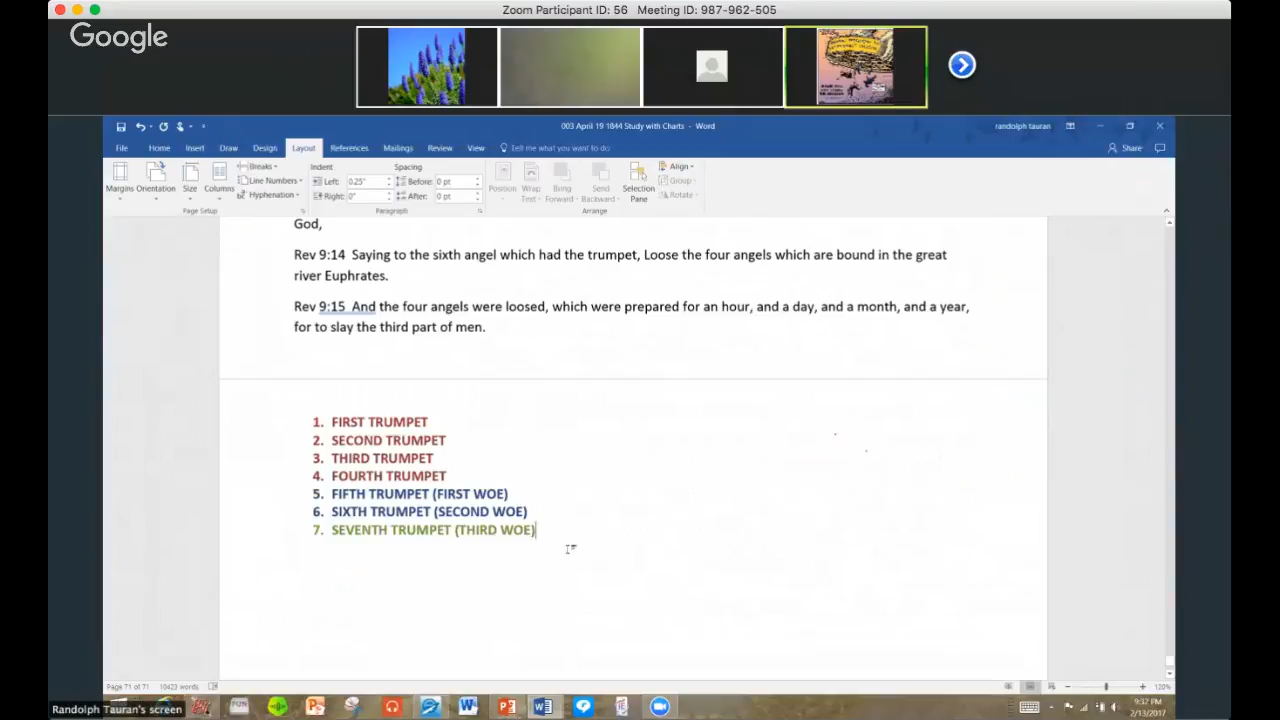 Zoom Participant ID: 56 Meeting ID: 987-962-505
Google
003 April 19 1844 Study with Charts - Word
randolph tauran
File Home Insert Draw Design Layout References Mailings Review View Tell me what you want to do Share
Margins Orientation Size Columns
Breaks
Line Numbers
Hyphenation
Page Setup
Indent Spacing
Left: 0.25" Before: 0 pt
Right: 0" After: 0 pt
Paragraph
Position Wrap Text Bring Forward Send Backward Selection Pane
Align
Group
Rotate
Arrange
God,
Rev 9:14 Saying to the sixth angel which had the trumpet, Loose the four angels which are bound in the great
river Euphrates.
Rev 9:15 And the four angels were loosed, which were prepared for an hour, and a day, and a month, and a year,
for to slay the third part of men.
1. FIRST TRUMPET
2. SECOND TRUMPET
3. THIRD TRUMPET
4. FOURTH TRUMPET
5. FIFTH TRUMPET (FIRST WOE)
6. SIXTH TRUMPET (SECOND WOE)
7. SEVENTH TRUMPET (THIRD WOE)
Page 71 of 71 10423 words
120%
Randolph Tauran's screen
9:32 PM
2/13/2017